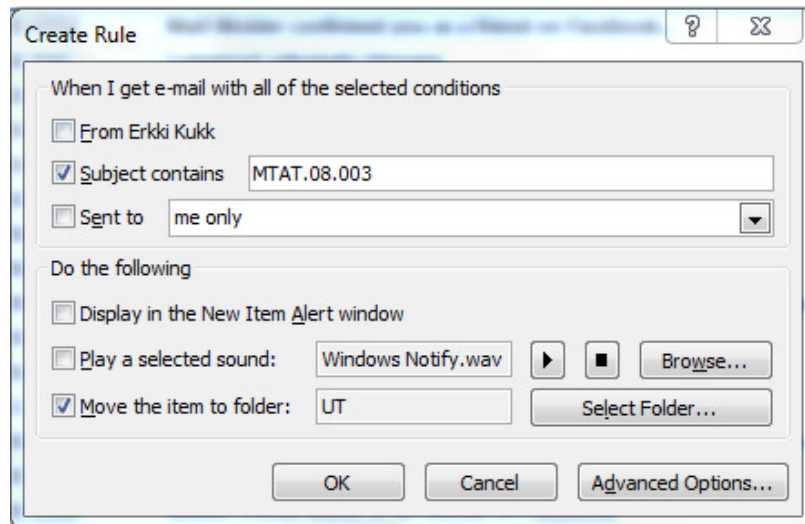 Create Rule
When I get e-mail with all of the selected conditions
From Erkki Kukk
Subject contains MTAT.08.003
Sent to me only
Do the following
Display in the New Item Alert window
Play a selected sound: Windows Notify.wav Browse...
Move the item to folder: UT Select Folder...
OK Cancel Advanced Options...